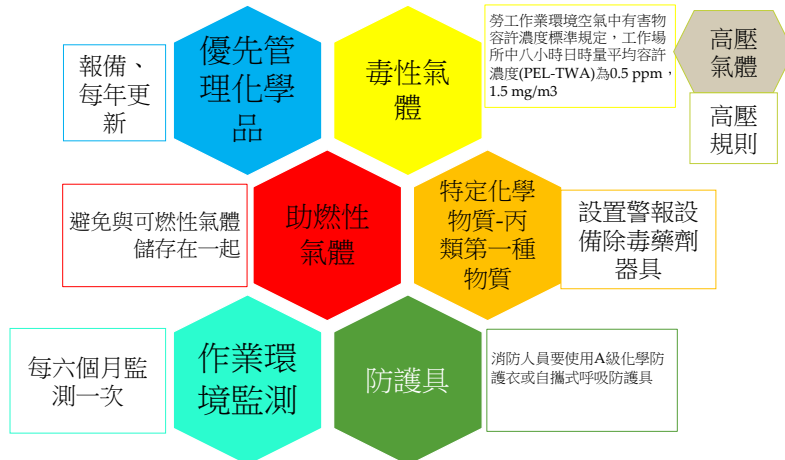 報備、
每年更
新
優先管
理化學
品
毒性氣
體
勞工作業環境空氣中有害物
容許濃度標準規定，工作場
所中八小時日時量平均容許
濃度(PEL-TWA)為0.5 ppm，
1.5 mg/m3
高壓
氣體
高壓
規則
避免與可燃性氣體
儲存在一起
助燃性
氣體
特定化學
物質-丙
類第一種
物質
設置警報設
備除毒藥劑
器具
每六個月監
測一次
作業環
境監測
防護具
消防人員要使用A級化學防
護衣或自攜式呼吸防護具